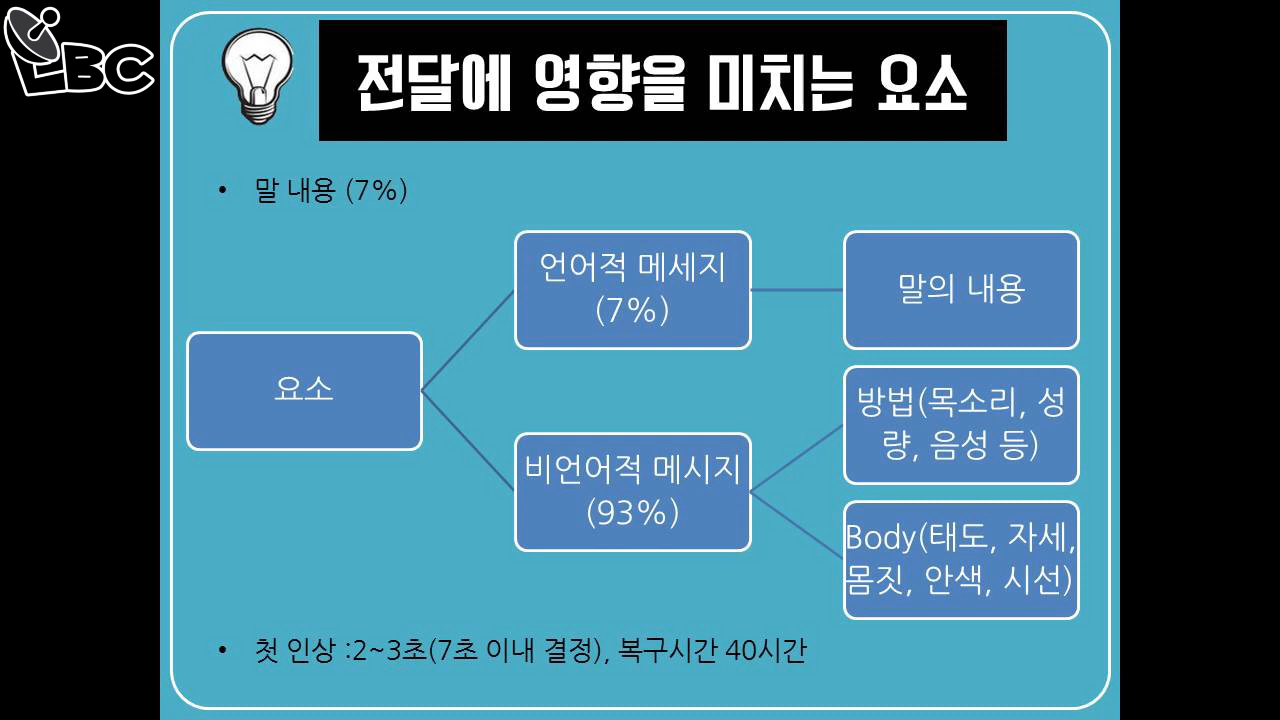 LBC
전달에 영향을 미치는 요소
• 말 내용 (7%)
요소
언어적 메세지
(7%)
말의 내용
비언어적 메시지
(93%)
방법(목소리, 성
량, 음성 등)
Body(태도, 자세,
몸짓, 안색, 시선)
• 첫 인상 :2~3초(7초 이내 결정), 복구시간 40시간